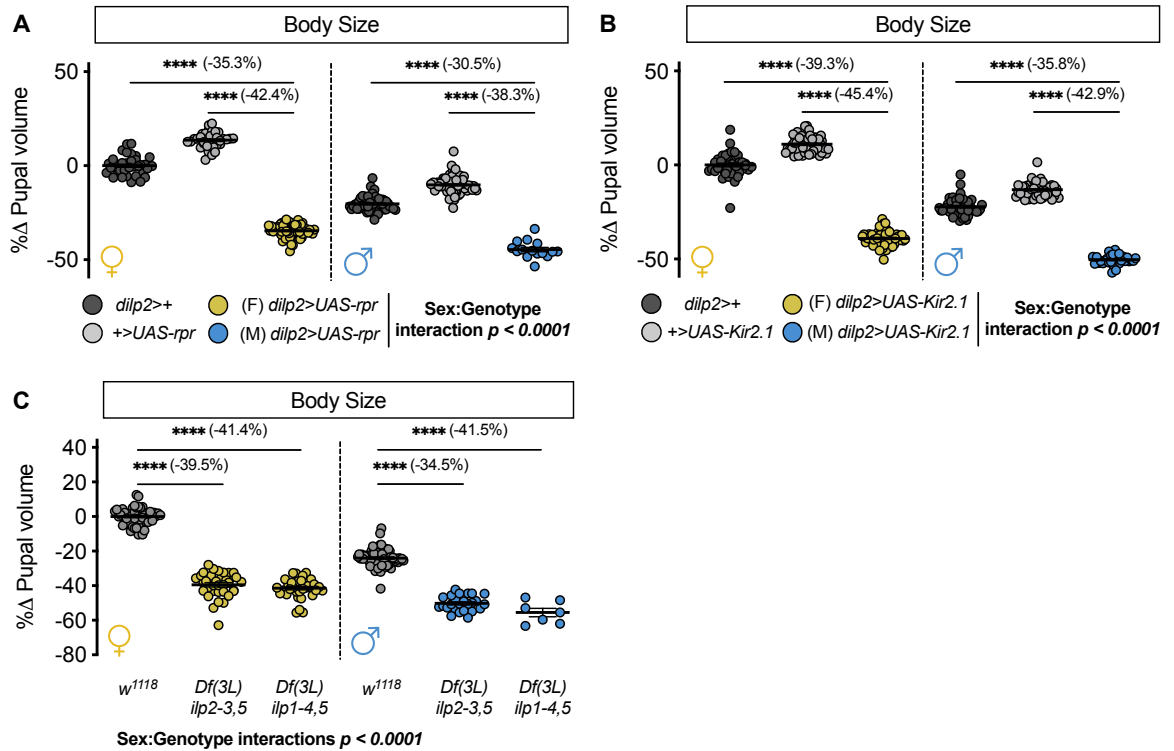 A
Body Size
**** (-35.3%)
**** (-30.5%)
**** (-42.4%)
**** (-38.3%)
50
0
-50
%Δ Pupal volume
♀
♂
dilp2>+
(F) dilp2>UAS-rpr
+>UAS-rpr
(M) dilp2>UAS-rpr
Sex:Genotype
interaction p < 0.0001
B
Body Size
**** (-39.3%)
**** (-35.8%)
**** (-45.4%)
**** (-42.9%)
50
0
-50
%Δ Pupal volume
♀
♂
dilp2>+
(F) dilp2>UAS-Kir2.1
+>UAS-Kir2.1
(M) dilp2>UAS-Kir2.1
Sex:Genotype
interaction p < 0.0001
C
Body Size
**** (-41.4%)
**** (-41.5%)
**** (-39.5%)
**** (-34.5%)
40
20
0
-20
-40
-60
-80
%Δ Pupal volume
♀
♂
w1118
Df(3L)
ilp2-3,5
Df(3L)
ilp1-4,5
w1118
Df(3L)
ilp2-3,5
Df(3L)
ilp1-4,5
Sex:Genotype interactions p < 0.0001